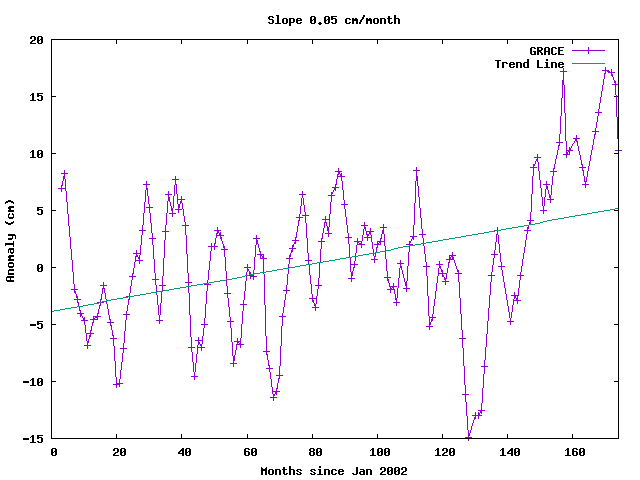 Slope 0.05 cm/month
GRACE
Trend Line
20
15
10
5
0
-5
-10
-15
Anomaly (cm)
0 20 40 60 80 100 120 140 160
Months since Jan 2002